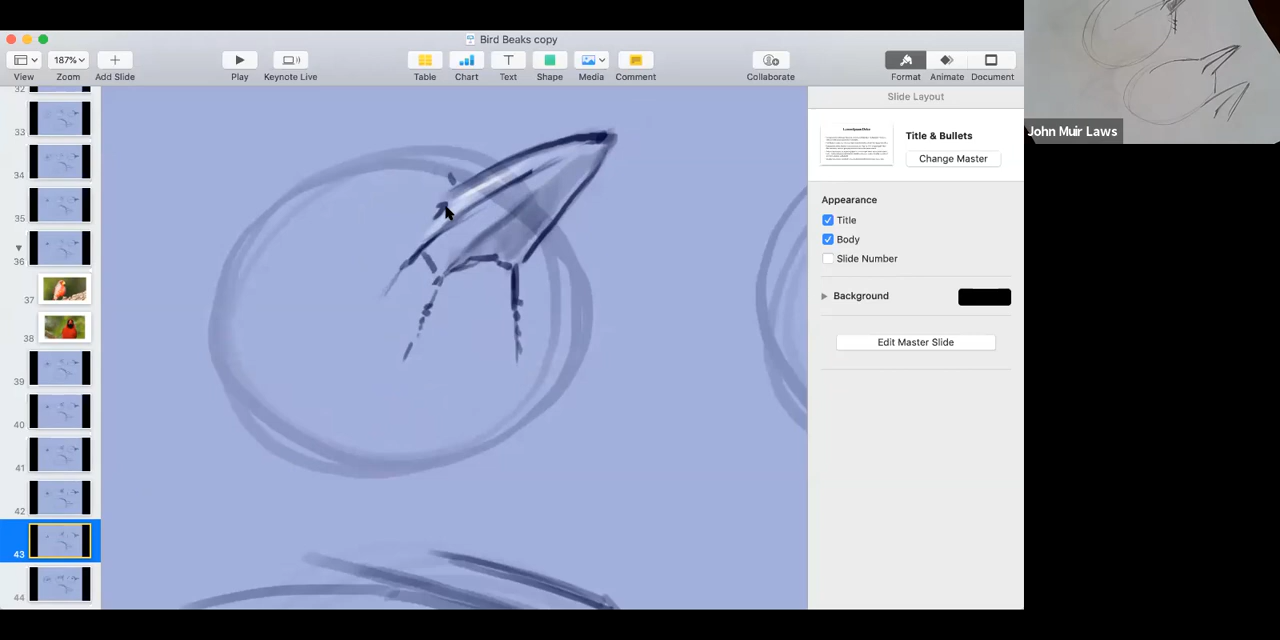 Bird Beaks copy
187%
View Zoom Add Slide
Play Keynote Live
Table Chart Text Shape Media Comment
Collaborate
Format Animate Document
Slide Layout
Title & Bullets
Change Master
Appearance
Title
Body
Slide Number
Background
Edit Master Slide
32
33
34
35
36
37
38
39
40
41
42
43
44
John Muir Laws